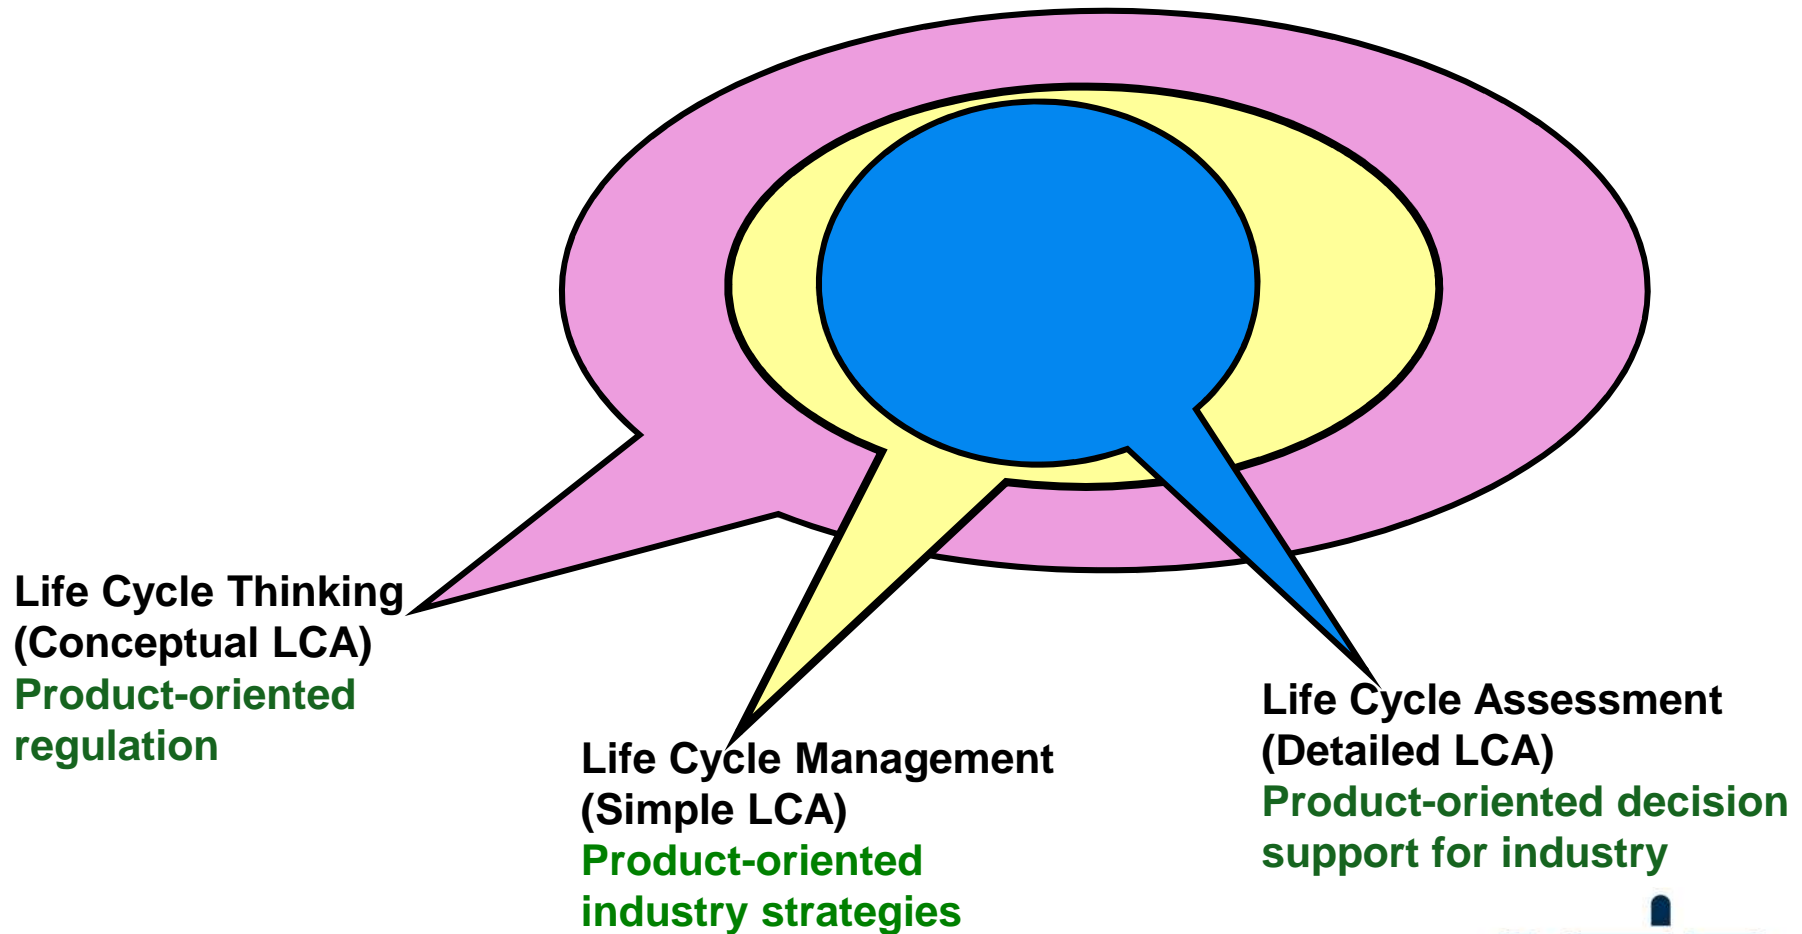 Life Cycle Thinking
(Conceptual LCA)
Product-oriented
regulation
Life Cycle Management
(Simple LCA)
Product-oriented
industry strategies
Life Cycle Assessment
(Detailed LCA)
Product-oriented decision
support for industry